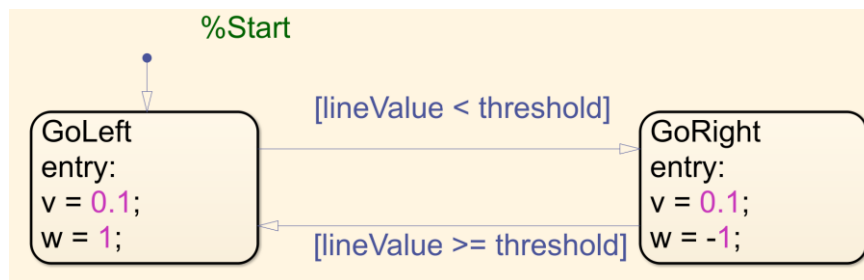 %Start
GoLeft
entry:
v = 0.1;
w = 1;
[lineValue < threshold]
[lineValue >= threshold]
GoRight
entry:
v = 0.1;
w = -1;